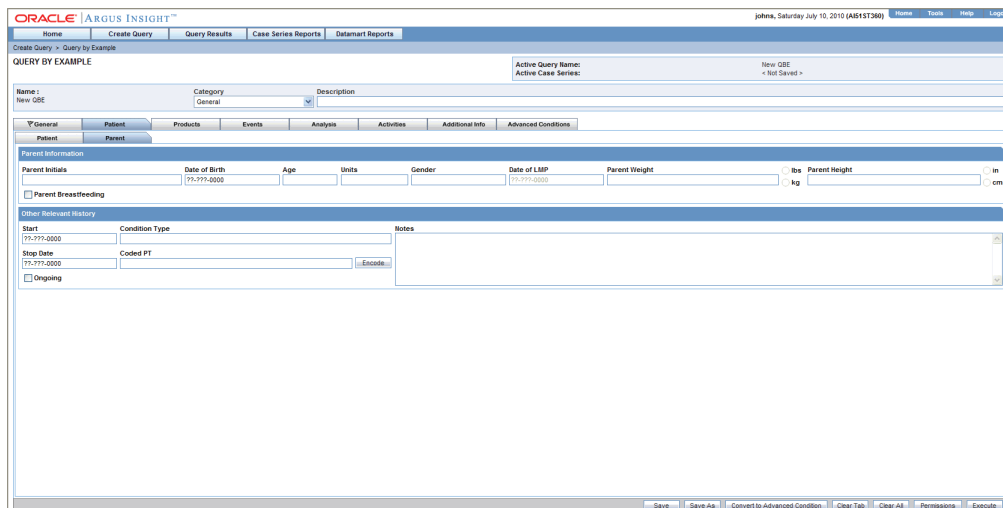 ORACLE ARGUS INSIGHT™
johns, Saturday July 10, 2010 (AI51ST360) Home Tools Help
Home Create Query Query Results Case Series Reports Datamart Reports
Create Query > Query by Example
QUERY BY EXAMPLE
Active Query Name: New QBE
Active Case Series: < Not Saved >
Name : Category Description
New QBE General
General Patient Products Events Analysis Activities Additional Info Advanced Conditions
Patient Parent
Parent Information
Parent Initials Date of Birth Age Units Gender Date of LMP Parent Weight lbs Parent Height in
??-???-0000 ??-???-0000 kg cm
Parent Breastfeeding
Other Relevant History
Start Condition Type Notes
??-???-0000
Stop Date Coded PT
??-???-0000 Encode
Ongoing
Save Save As Convert to Advanced Condition Clear Tab Clear All Permissions Execute